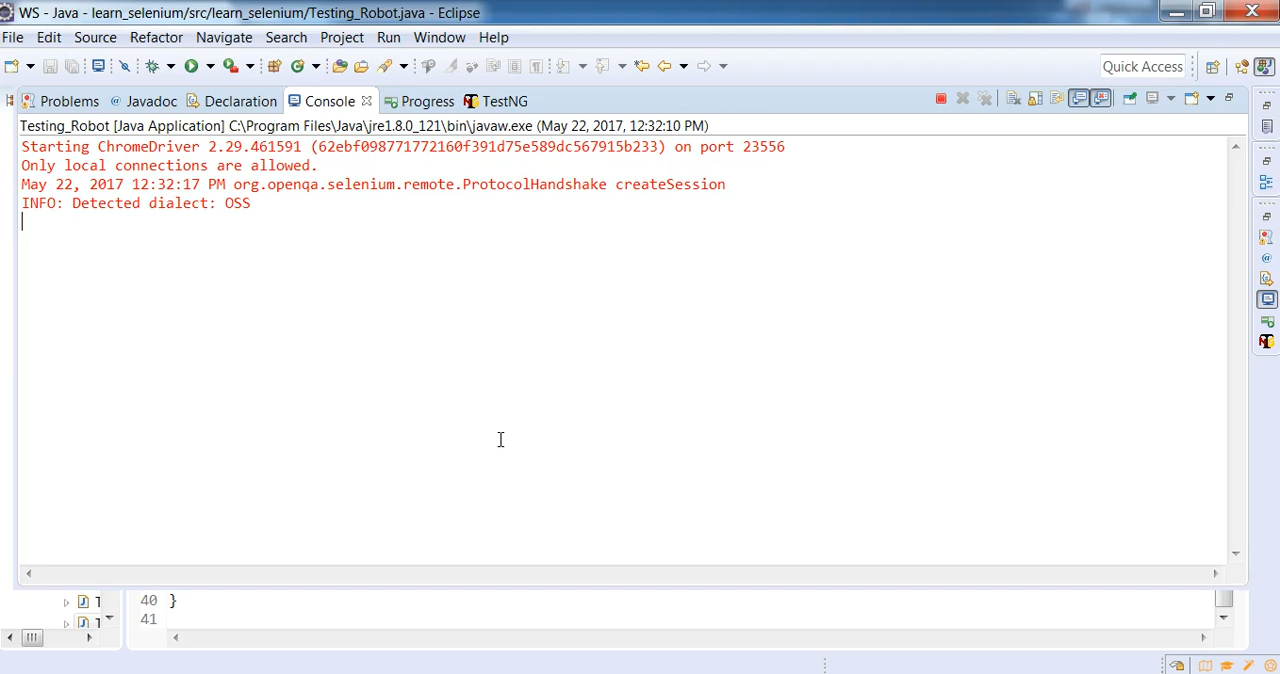 WS - Java - learn_selenium/src/learn_selenium/Testing_Robot.java - Eclipse
File Edit Source Refactor Navigate Search Project Run Window Help
Quick Access
Problems @ Javadoc Declaration Console Progress TestNG
Testing_Robot [Java Application] C:\Program Files\Java\jre1.8.0_121\bin\javaw.exe (May 22, 2017, 12:32:10 PM)
Starting ChromeDriver 2.29.461591 (62ebf098771772160f391d75e589dc567915b233) on port 23556
Only local connections are allowed.
May 22, 2017 12:32:17 PM org.openqa.selenium.remote.ProtocolHandshake createSession
INFO: Detected dialect: OSS
40 }
41